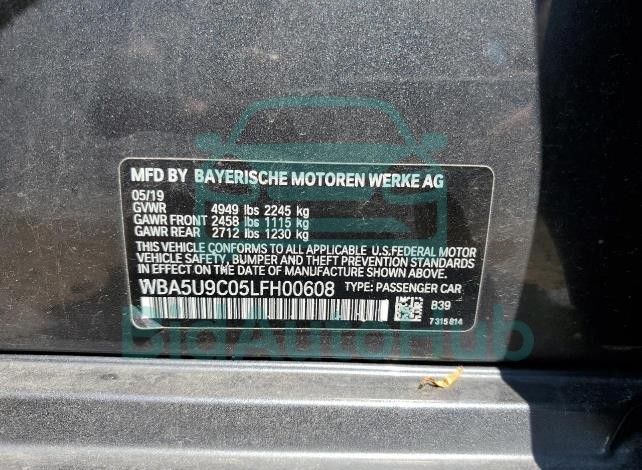 MFD BY BAYERISCHE MOTOREN WERKE AG
05/19
GVWR 4949 lbs 2245 kg
GAWR FRONT 2458 lbs 1115 kg
GAWR REAR 2712 lbs 1230 kg
THIS VEHICLE CONFORMS TO ALL APPLICABLE U.S.FEDERAL MOTOR
VEHICLE SAFETY, BUMPER AND THEFT PREVENTION STANDARDS
IN EFFECT ON THE DATE OF MANUFACTURE SHOWN ABOVE.
WBA5U9C05LFH00608 TYPE: PASSENGER CAR
B39
7315814
BidAutoHub